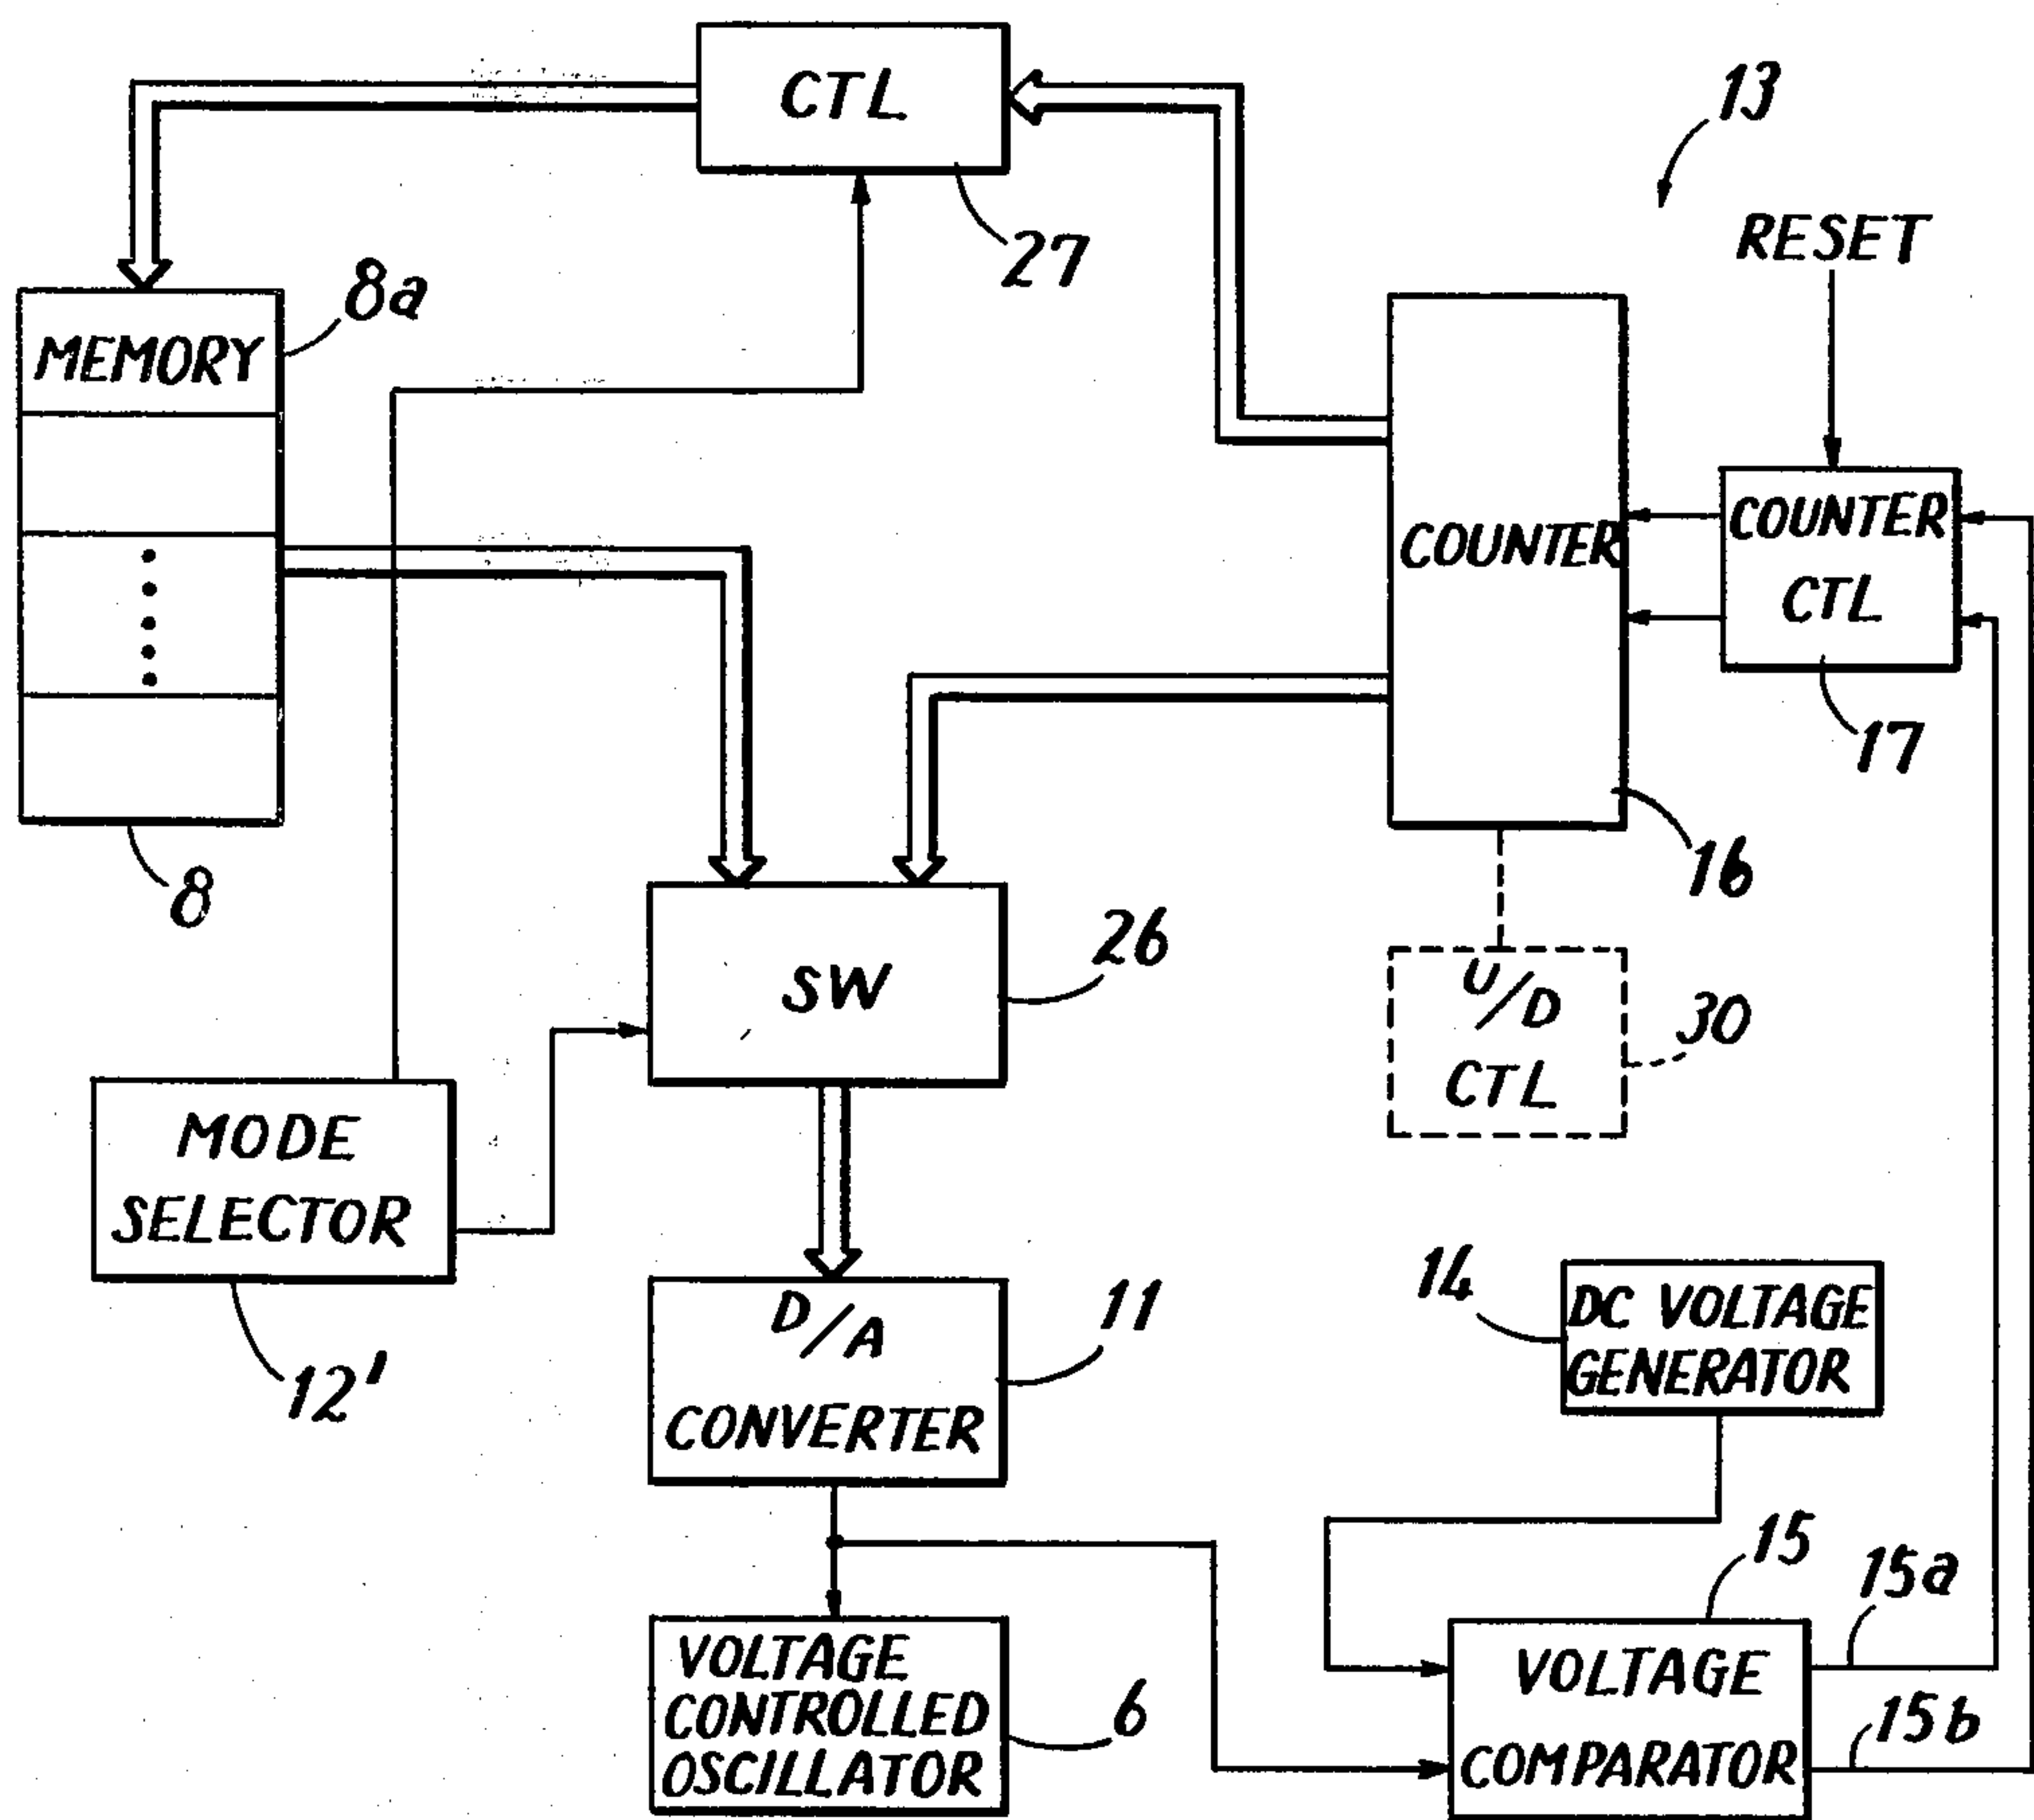 CTL
27
13
RESET
MEMORY
8a
8
COUNTER
16
COUNTER
CTL
17
SW
26
U/D
CTL
30
MODE
SELECTOR
12'
D/A
CONVERTER
11
14
DC VOLTAGE
GENERATOR
VOLTAGE
CONTROLLED
OSCILLATOR
6
15
VOLTAGE
COMPARATOR
15a
15b